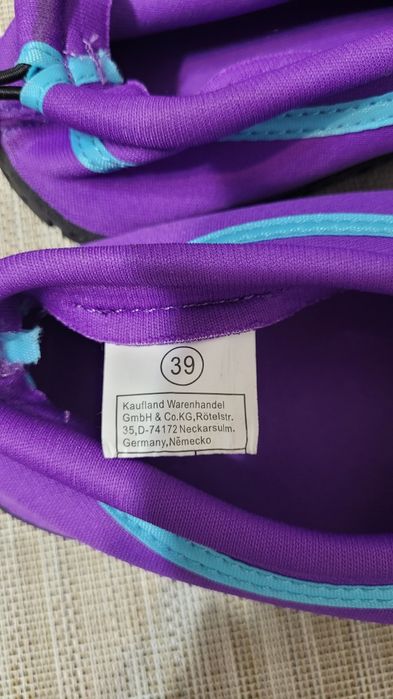 39
Kaufland Warenhandel
GmbH & Co.KG,Rötelstr.
35,D-74172 Neckarsulm.
Germany,Německo